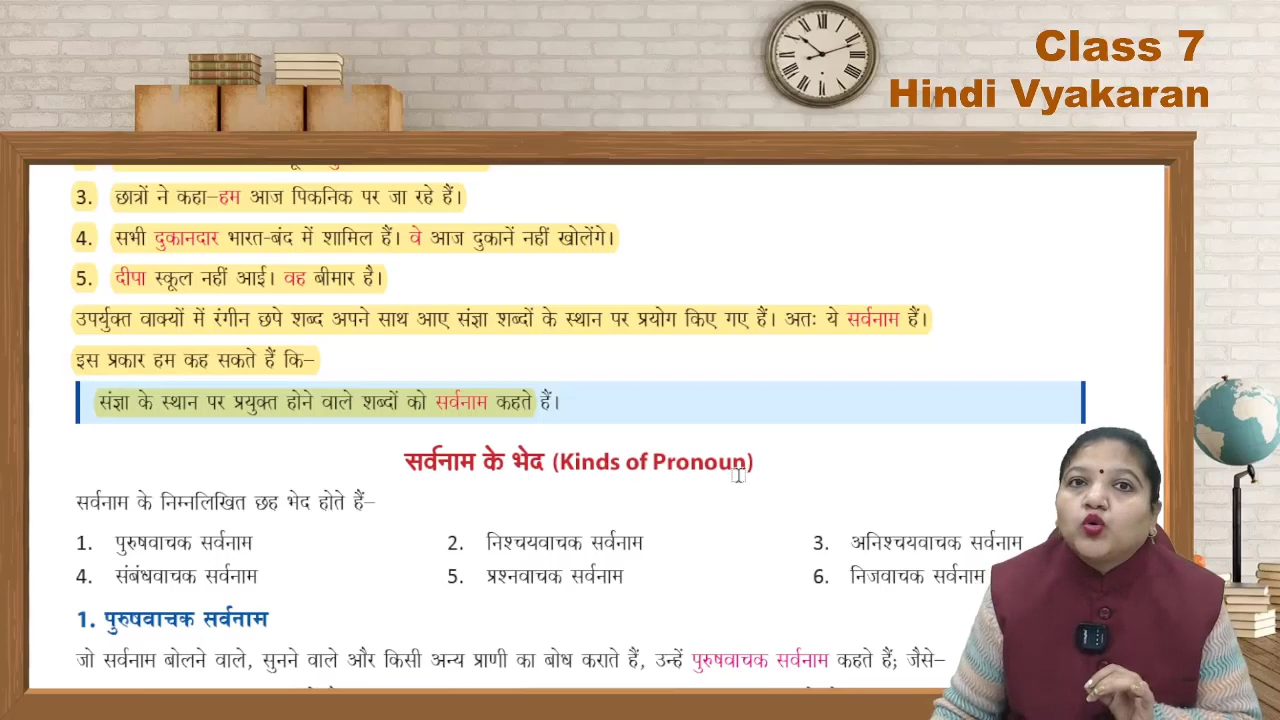 Class 7
Hindi Vyakaran
3. छात्रों ने कहा–हम आज पिकनिक पर जा रहे हैं।
4. सभी दुकानदार भारत-बंद में शामिल हैं। वे आज दुकानें नहीं खोलेंगे।
5. दीपा स्कूल नहीं आई। वह बीमार है।
उपर्युक्त वाक्यों में रंगीन छपे शब्द अपने साथ आए संज्ञा शब्दों के स्थान पर प्रयोग किए गए हैं। अतः ये सर्वनाम हैं।
इस प्रकार हम कह सकते हैं कि–
संज्ञा के स्थान पर प्रयुक्त होने वाले शब्दों को सर्वनाम कहते हैं।
सर्वनाम के भेद (Kinds of Pronoun)
सर्वनाम के निम्नलिखित छह भेद होते हैं–
1. पुरुषवाचक सर्वनाम 2. निश्चयवाचक सर्वनाम 3. अनिश्चयवाचक सर्वनाम
4. संबंधवाचक सर्वनाम 5. प्रश्नवाचक सर्वनाम 6. निजवाचक सर्वनाम
1. पुरुषवाचक सर्वनाम
जो सर्वनाम बोलने वाले, सुनने वाले और किसी अन्य प्राणी का बोध कराते हैं, उन्हें पुरुषवाचक सर्वनाम कहते हैं; जैसे–